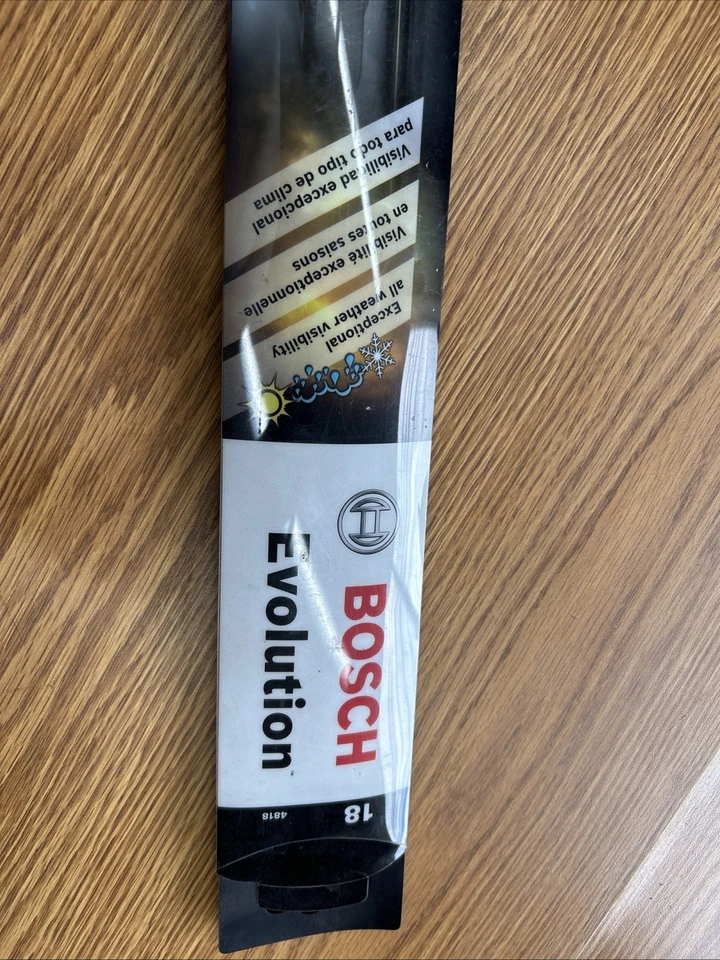 18
4818
BOSCH
Evolution
Exceptional
all weather visibility
Visibilité exceptionnelle
en toutes saisons
Visibilidad excepcional
para todo tipo de clima